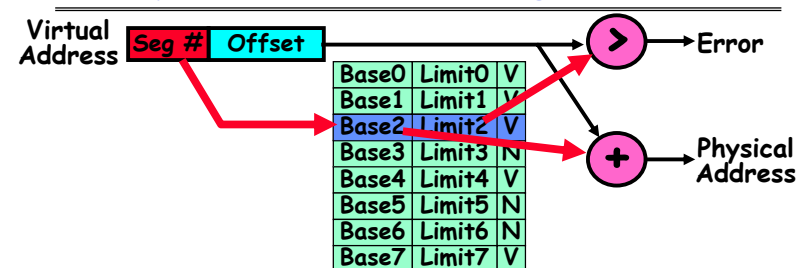 Virtual Address
Seg # Offset
> Error
Base0 Limit0 V
Base1 Limit1 V
Base2 Limit2 V
Base3 Limit3 N
Base4 Limit4 V
Base5 Limit5 N
Base6 Limit6 N
Base7 Limit7 V
+ Physical Address